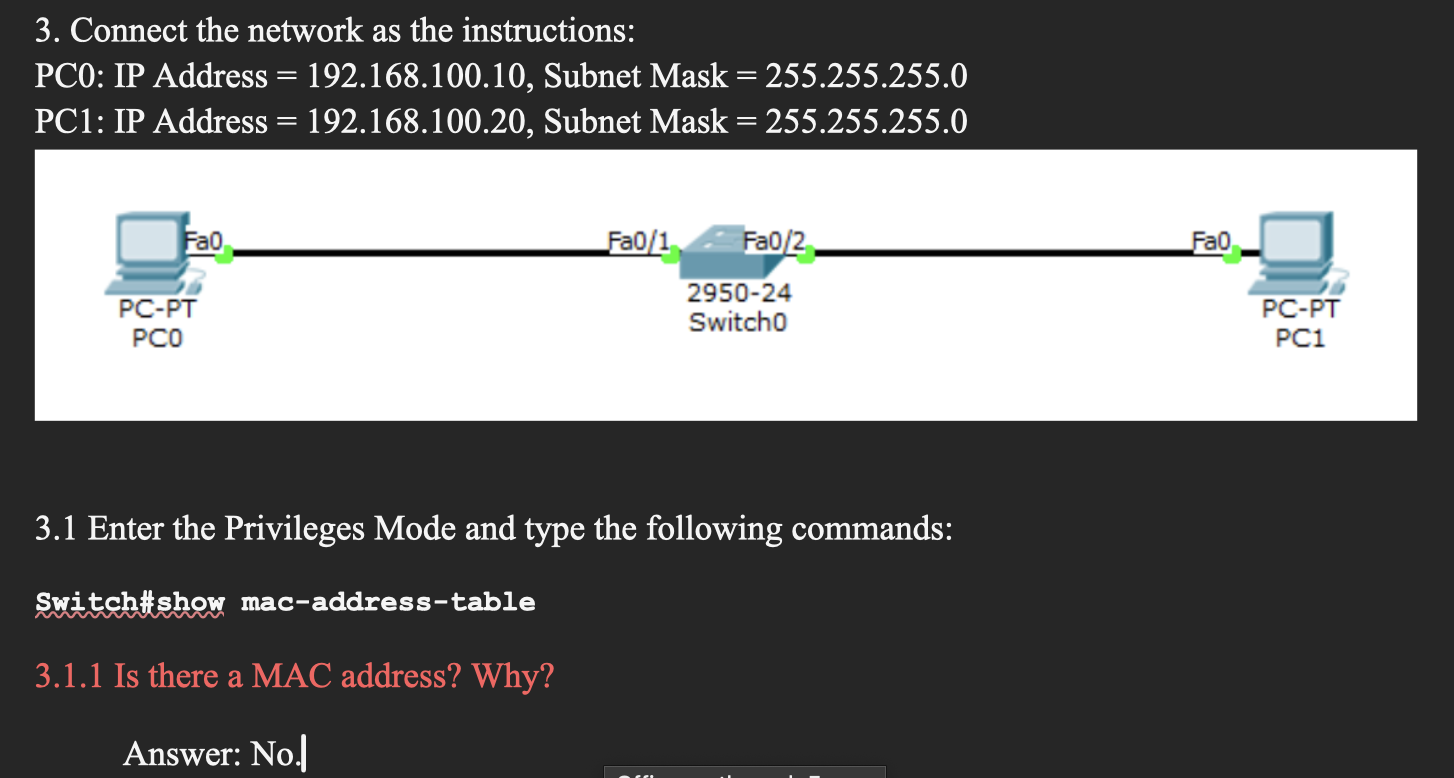 3. Connect the network as the instructions:
PC0: IP Address = 192.168.100.10, Subnet Mask = 255.255.255.0
PC1: IP Address = 192.168.100.20, Subnet Mask = 255.255.255.0
Fa0 Fa0/1 Fa0/2 Fa0
PC-PT
PC0
2950-24
Switch0
PC-PT
PC1
3.1 Enter the Privileges Mode and type the following commands:
Switch#show mac-address-table
3.1.1 Is there a MAC address? Why?
Answer: No.